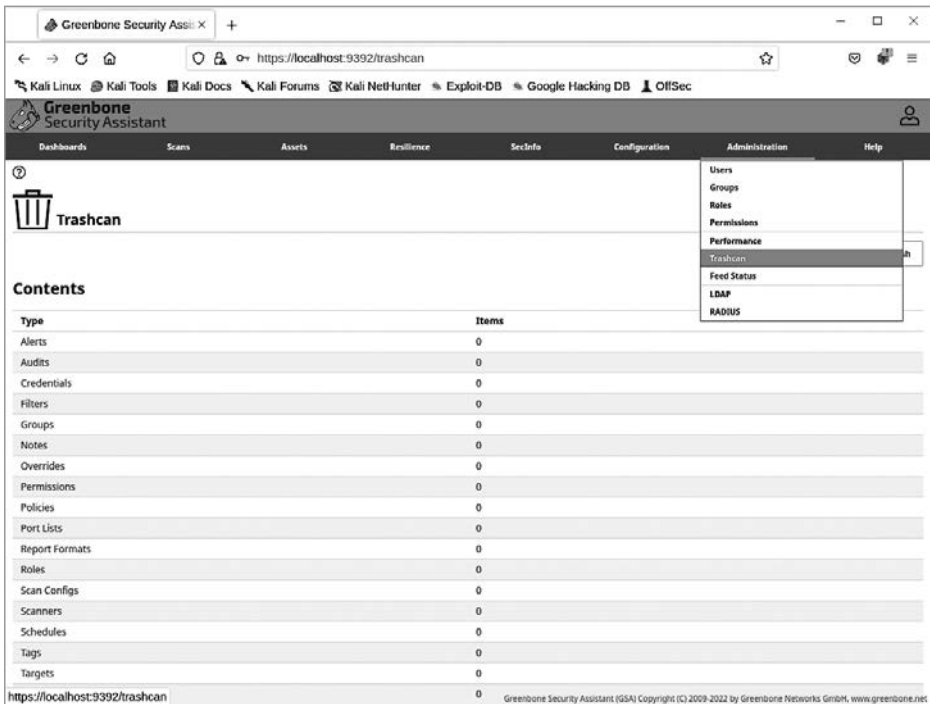 Greenbone Security Assis
https://localhost:9392/trashcan
Kali Linux Kali Tools Kali Docs Kali Forums Kali NetHunter Exploit-DB Google Hacking DB OffSec
Greenbone
Security Assistant
Dashboards Scans Assets Resilience SecInfo Configuration Administration Help
Users
Groups
Roles
Permissions
Performance
Trashcan
Feed Status
LDAP
RADIUS
Trashcan
Contents
Type Items
Alerts 0
Audits 0
Credentials 0
Filters 0
Groups 0
Notes 0
Overrides 0
Permissions 0
Policies 0
Port Lists 0
Report Formats 0
Roles 0
Scan Configs 0
Scanners 0
Schedules 0
Tags 0
Targets 0
0
https://localhost:9392/trashcan
Greenbone Security Assistant (GSA) Copyright (C) 2009-2022 by Greenbone Networks GmbH, www.greenbone.net